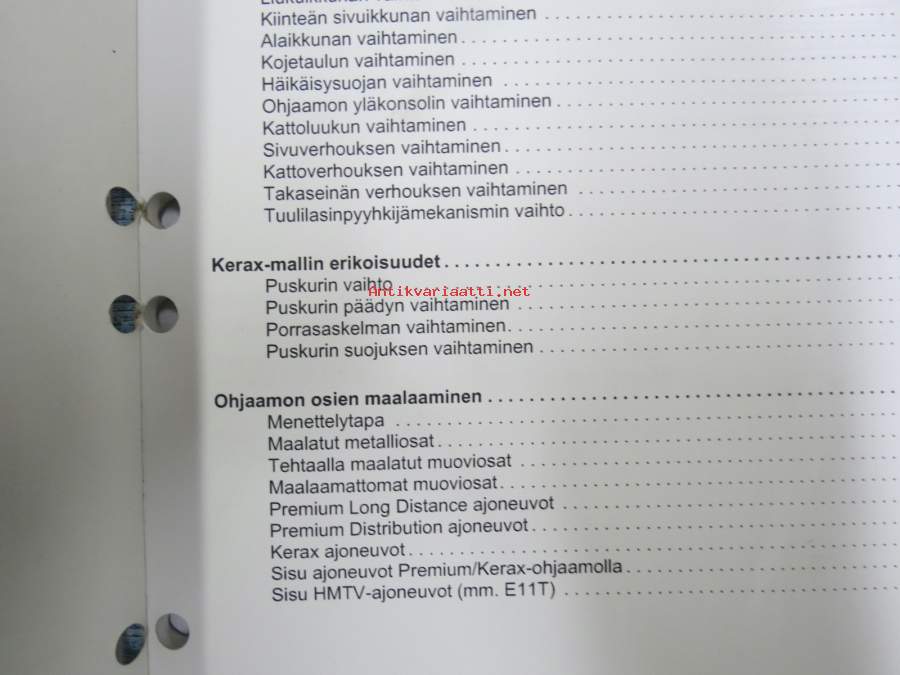 Kiinteän sivuikkunan vaihtaminen
Alaikkunan vaihtaminen
Kojetaulun vaihtaminen
Häikäisysuojan vaihtaminen
Ohjaamon yläkonsolin vaihtaminen
Kattoluukun vaihtaminen
Sivuverhouksen vaihtaminen
Kattoverhouksen vaihtaminen
Takaseinän verhouksen vaihtaminen
Tuulilasinpyyhkijämekanismin vaihto
Kerax-mallin erikoisuudet
Puskurin vaihto
Antikvariaatti.net
Puskurin päädyn vaihtaminen
Porrasaskelman vaihtaminen
Puskurin suojuksen vaihtaminen
Ohjaamon osien maalaaminen
Menettelytapa
Maalatut metalliosat
Tehtaalla maalatut muoviosat
Maalaamattomat muoviosat
Premium Long Distance ajoneuvot
Premium Distribution ajoneuvot
Kerax ajoneuvot
Sisu ajoneuvot Premium/Kerax-ohjaamolla
Sisu HMTV-ajoneuvot (mm. E11T)